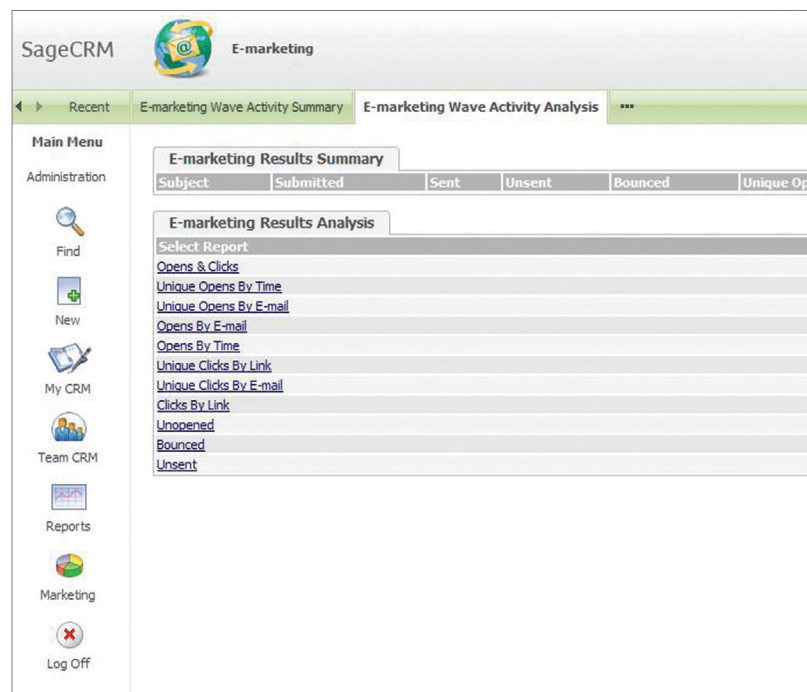 SageCRM
E-marketing
Recent
E-marketing Wave Activity Summary
E-marketing Wave Activity Analysis
...
Main Menu
Administration
Find
New
My CRM
Team CRM
Reports
Marketing
Log Off
E-marketing Results Summary
Subject Submitted Sent Unsent Bounced Unique Op
E-marketing Results Analysis
Select Report
Opens & Clicks
Unique Opens By Time
Unique Opens By E-mail
Opens By E-mail
Opens By Time
Unique Clicks By Link
Unique Clicks By E-mail
Clicks By Link
Unopened
Bounced
Unsent